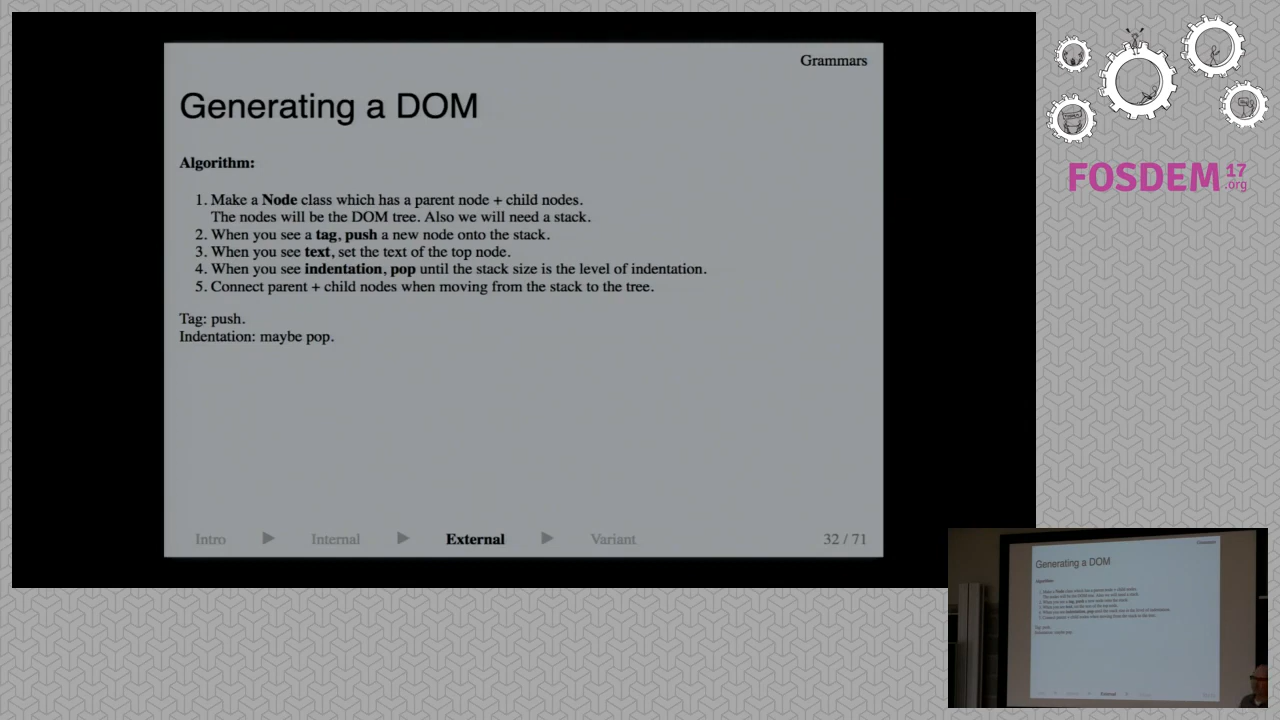 Grammars
Generating a DOM
Algorithm:
1. Make a Node class which has a parent node + child nodes.
The nodes will be the DOM tree. Also we will need a stack.
2. When you see a tag, push a new node onto the stack.
3. When you see text, set the text of the top node.
4. When you see indentation, pop until the stack size is the level of indentation.
5. Connect parent + child nodes when moving from the stack to the tree.
Tag: push.
Indentation: maybe pop.
Intro ▶ Internal ▶ External ▶ Variant 32 / 71
FOSDEM 17
.org
Generating a DOM